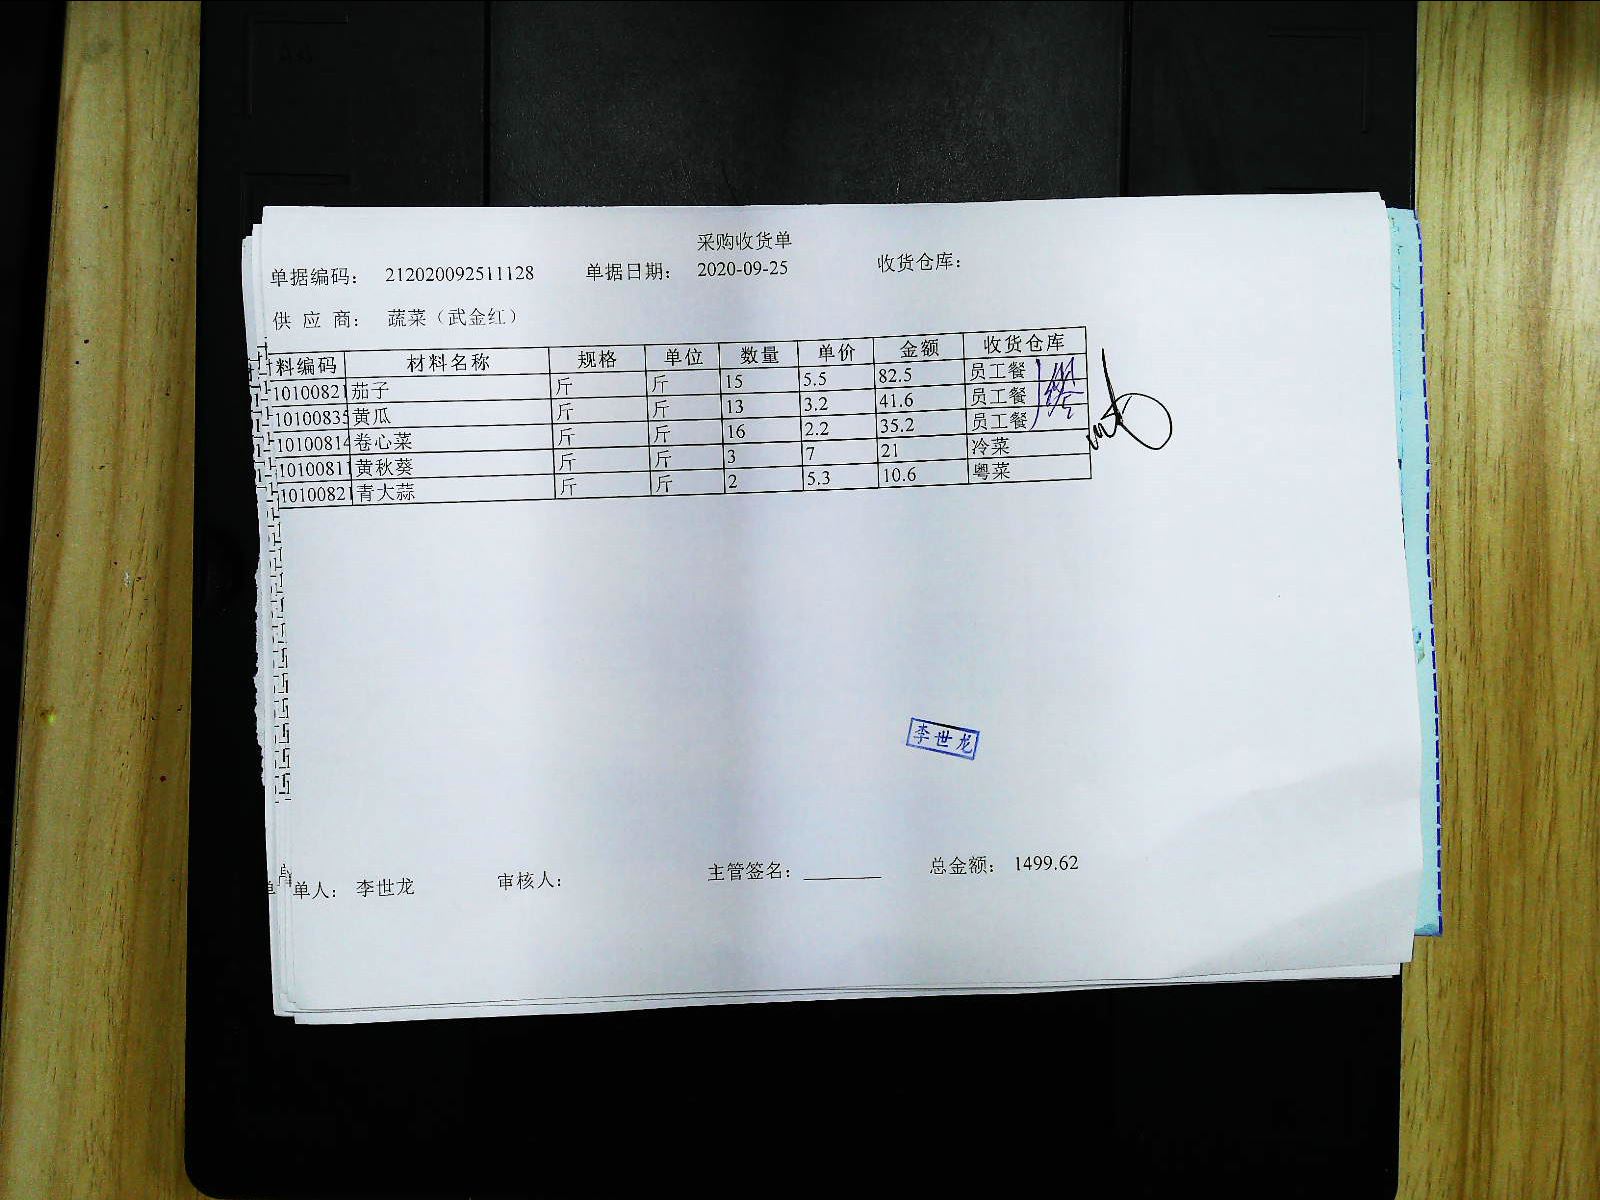 采购收货单
单据编码： 212020092511128 单据日期： 2020-09-25 收货仓库：
供应商： 蔬菜（武金红）
料编码 材料名称 规格 单位 数量 单价 金额 收货仓库
1010082 茄子 斤 斤 15 5.5 82.5 员工餐
10100835 黄瓜 斤 斤 13 3.2 41.6 员工餐
10100814 卷心菜 斤 斤 16 2.2 35.2 员工餐
1010081 黄秋葵 斤 斤 3 7 21 冷菜
1010082 青大蒜 斤 斤 2 5.3 10.6 粤菜
李世龙
单人： 李世龙 审核人： 主管签名： 总金额： 1499.62